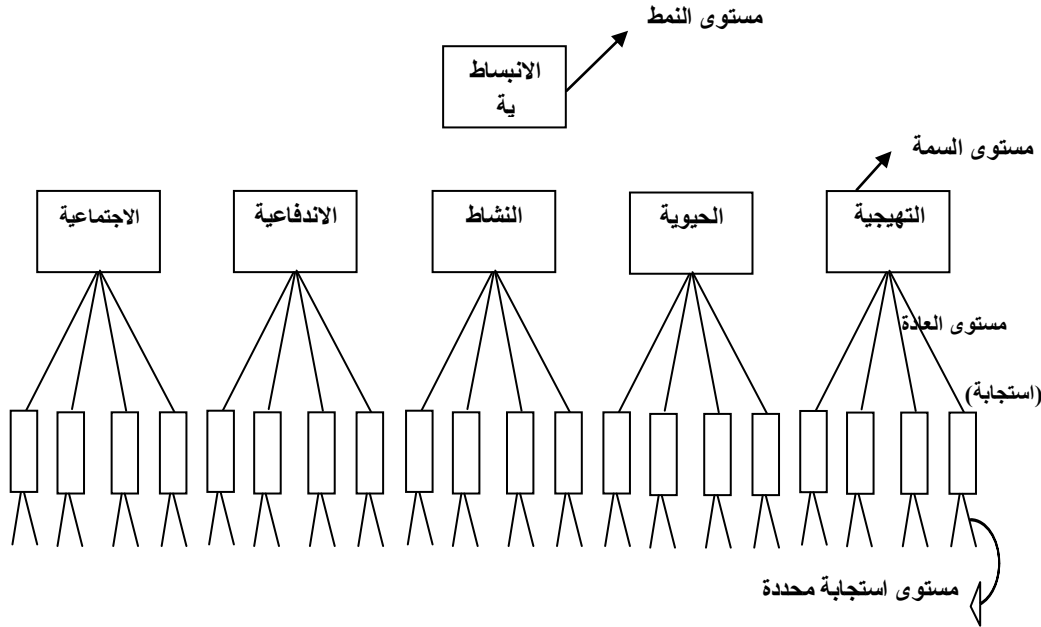 مستوى النمط
الانبساط
ية
مستوى السمة
التهيجية
الحيوية
النشاط
الاندفاعية
الاجتماعية
مستوى العادة
(استجابة)
مستوى استجابة محددة